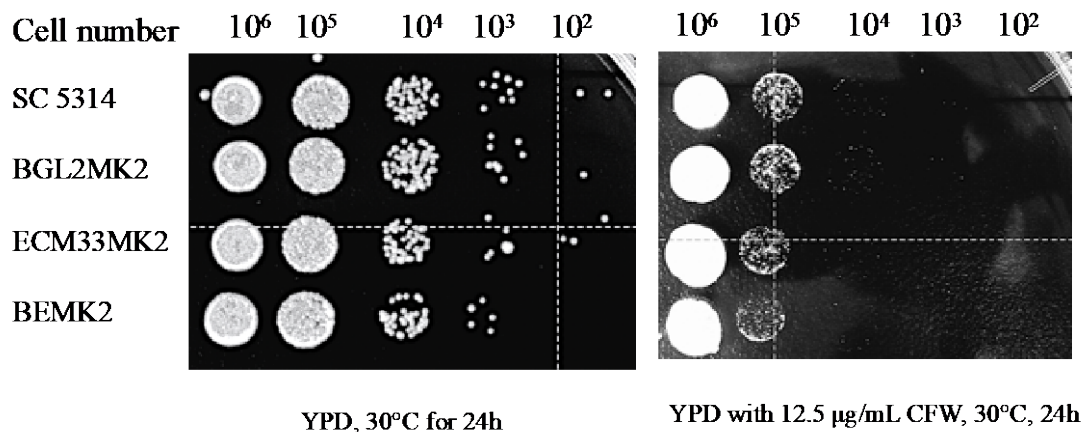 Cell number 10⁶ 10⁵ 10⁴ 10³ 10² 10⁶ 10⁵ 10⁴ 10³ 10²
SC 5314
BGL2MK2
ECM33MK2
BEMK2
YPD, 30°C for 24h YPD with 12.5 µg/mL CFW, 30°C, 24h